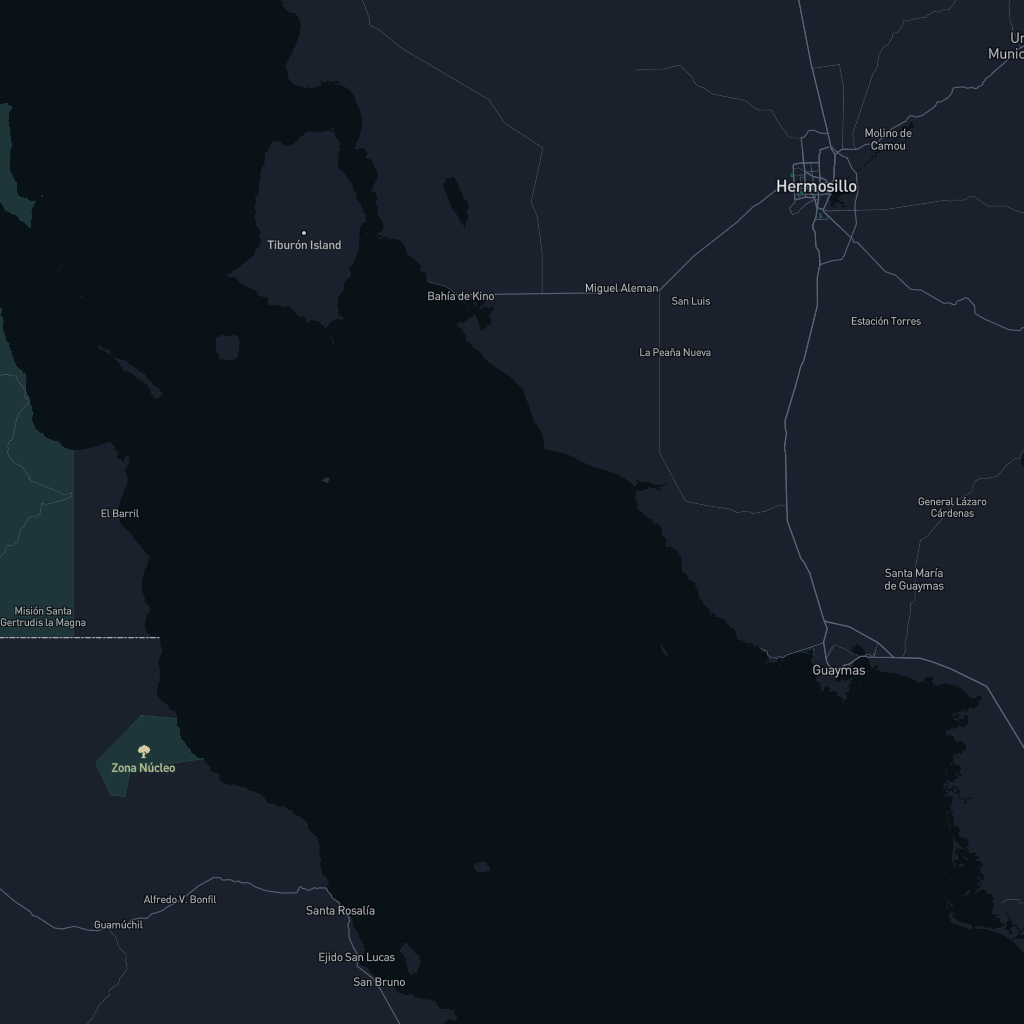 Ur
Munic
Molino de
Camou
Hermosillo
Tiburón Island
Bahía de Kino
Miguel Aleman
San Luis
Estación Torres
La Peaña Nueva
General Lázaro
Cárdenas
El Barril
Santa María
de Guaymas
Misión Santa
Gertrudis la Magna
Guaymas
Zona Núcleo
Alfredo V. Bonfil
Santa Rosalía
Guamúchil
Ejido San Lucas
San Bruno